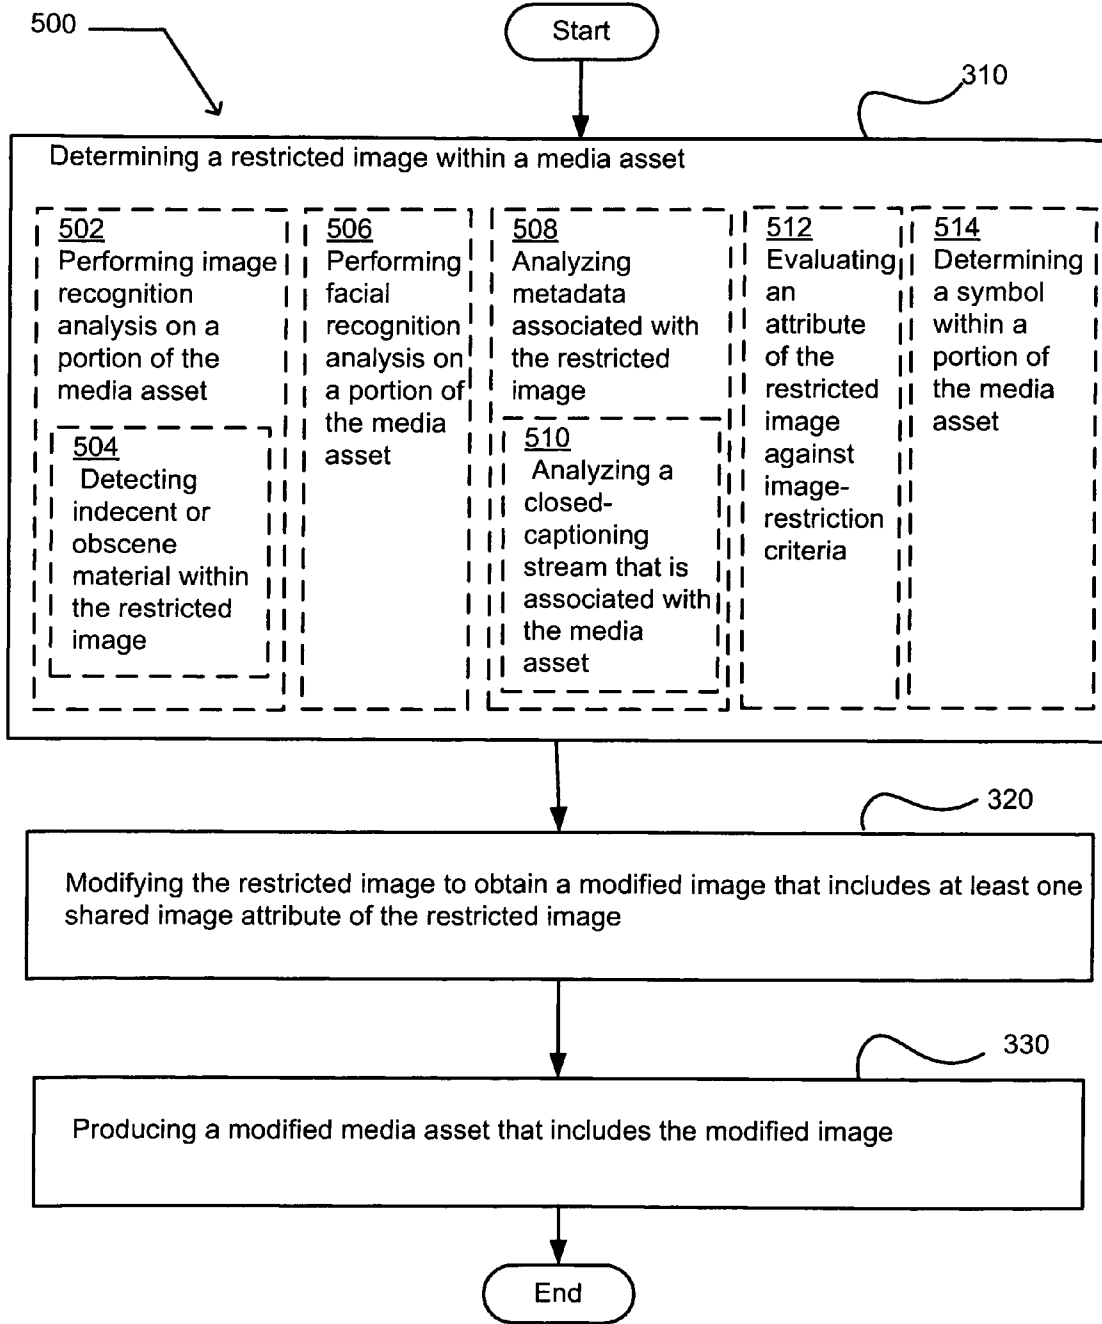 500
Start
310
Determining a restricted image within a media asset
502
Performing image
recognition
analysis on a
portion of the
media asset
504
Detecting
indecent or
obscene
material within
the restricted
image
506
Performing
facial
recognition
analysis on
a portion of
the media
asset
508
Analyzing
metadata
associated with
the restricted
image
510
Analyzing a
closed-
captioning
stream that is
associated with
the media
asset
512
Evaluating
an
attribute
of the
restricted
image
against
image-
restriction
criteria
514
Determining
a symbol
within a
portion of
the media
asset
320
Modifying the restricted image to obtain a modified image that includes at least one
shared image attribute of the restricted image
330
Producing a modified media asset that includes the modified image
End